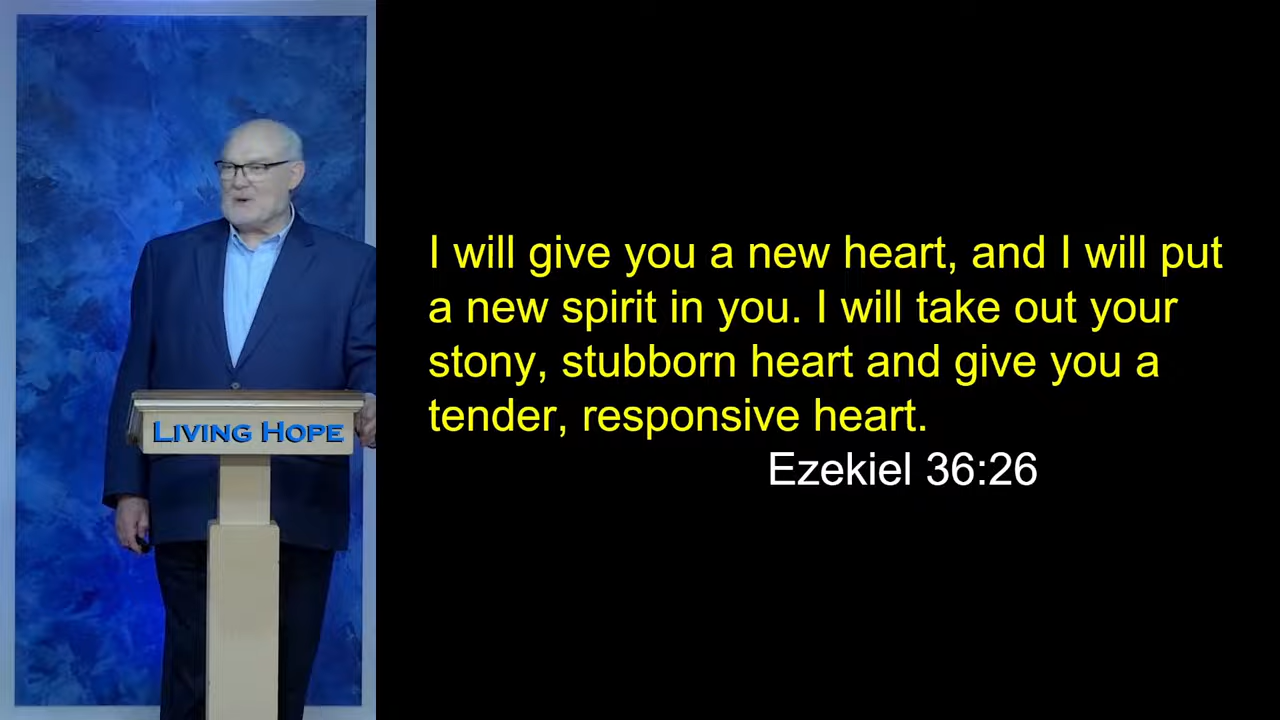 LIVING HOPE
I will give you a new heart, and I will put
a new spirit in you. I will take out your
stony, stubborn heart and give you a
tender, responsive heart.
Ezekiel 36:26